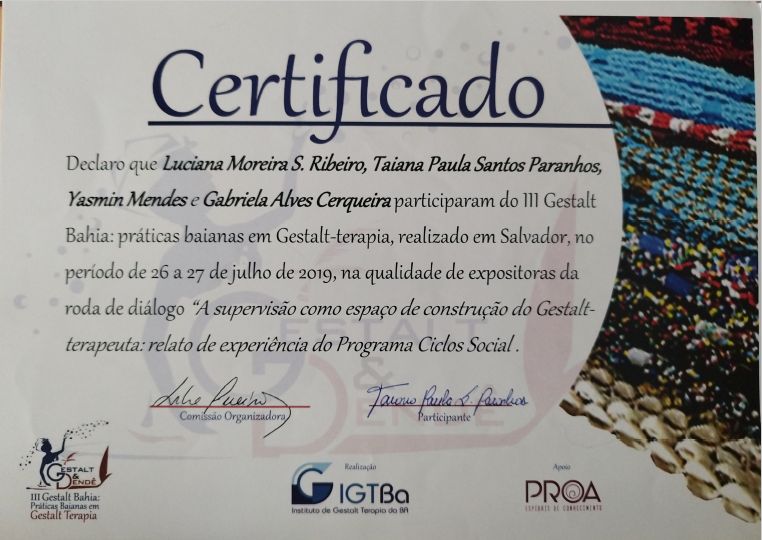 Certificado
Declaro que Luciana Moreira S. Ribeiro, Taiana Paula Santos Paranhos,
Yasmin Mendes e Gabriela Alves Cerqueira participaram do III Gestalt
Bahia: práticas baianas em Gestalt-terapia, realizado em Salvador, no
período de 26 a 27 de julho de 2019, na qualidade de expositoras da
roda de diálogo “A supervisão como espaço de construção do Gestalt-
terapeuta: relato de experiência do Programa Ciclos Social .
Comissão Organizadora
Participante
GESTALT
& DENDÊ
GESTALT
& DENDÊ
III Gestalt Bahia:
Práticas Baianas em
Gestalt Terapia
Realização
IGTBa
Instituto de Gestalt Terapia da BA
Apoio
PROA